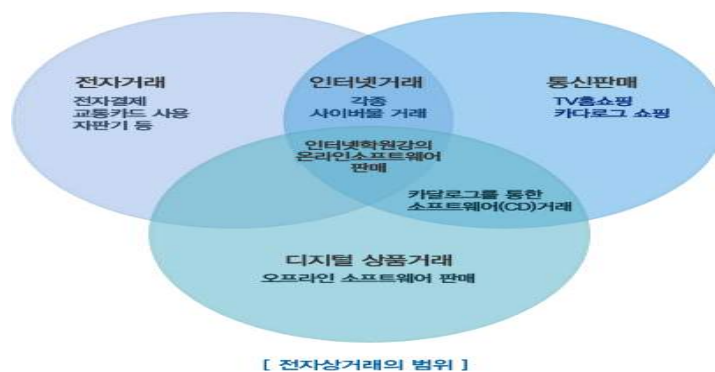 전자거래
전자결제
교통카드 사용
자판기 등
인터넷거래
각종
사이버몰 거래
통신판매
TV홈쇼핑
카다로그 쇼핑
인터넷학원강의
온라인소프트웨어
판매
카달로그를 통한
소프트웨어(CD)거래
디지털 상품거래
오프라인 소프트웨어 판매
[ 전자상거래의 범위 ]